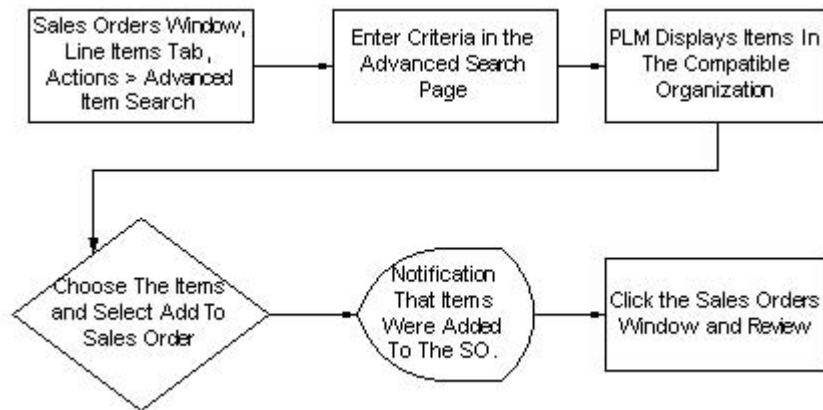 Sales Orders Window,
Line Items Tab,
Actions > Advanced
Item Search
Enter Criteria in the
Advanced Search
Page
PLM Displays Items In
The Compatible
Organization
Choose The Items
and Select Add To
Sales Order
Notification
That Items
Were Added
To The SO.
Click the Sales Orders
Window and Review